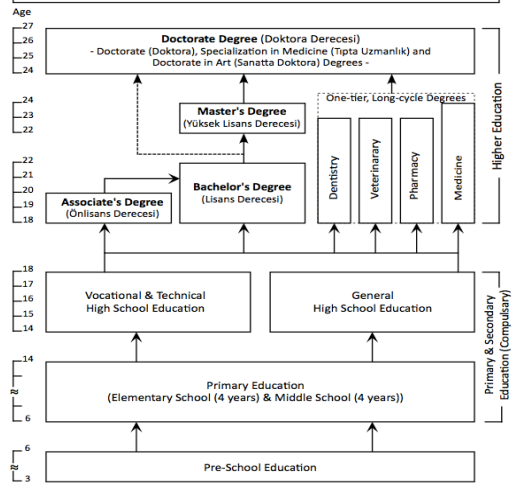 Age
27
26
25
24
Doctorate Degree (Doktora Derecesi)
- Doctorate (Doktora), Specialization in Medicine (Tıpta Uzmanlık) and
Doctorate in Art (Sanatta Doktora) Degrees -
24
23
22
Master's Degree
(Yüksek Lisans Derecesi)
One-tier, Long-cycle Degrees
Dentistry
Veterinarary
Pharmacy
Medicine
Higher Education
22
21
20
19
18
Associate's Degree
(Önlisans Derecesi)
Bachelor's Degree
(Lisans Derecesi)
18
17
16
15
14
Vocational & Technical
High School Education
General
High School Education
Primary & Secondary
Education (Compulsary)
14
≈
6
Primary Education
(Elementary School (4 years) & Middle School (4 years))
6
≈
3
Pre-School Education